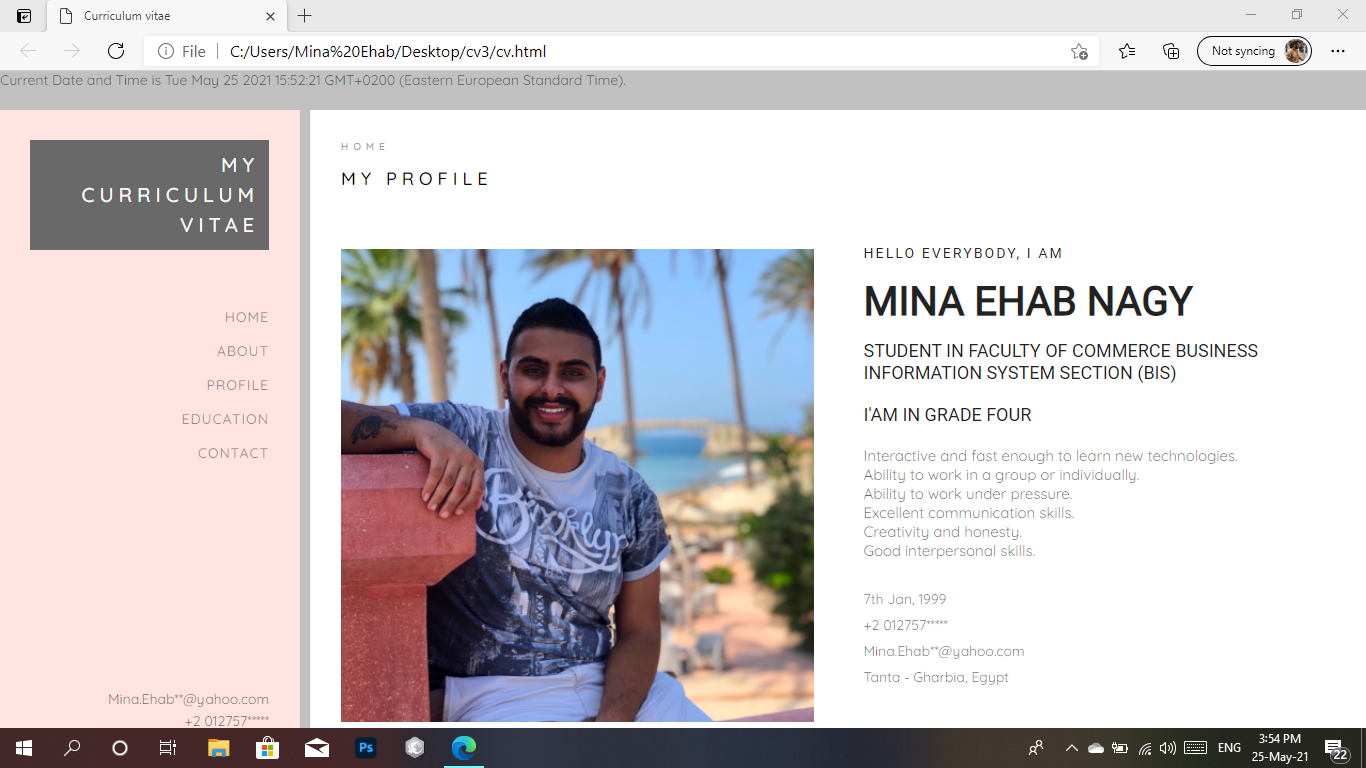 Curriculum vitae
File
C:/Users/Mina%20Ehab/Desktop/cv3/cv.html
Not syncing
Current Date and Time is Tue May 25 2021 15:52:21 GMT+0200 (Eastern European Standard Time).
MY
CURRICULUM
VITAE
HOME
ABOUT
PROFILE
EDUCATION
CONTACT
Mina.Ehab**@yahoo.com
+2 012757*****
HOME
MY PROFILE
Brooklyn
HELLO EVERYBODY, I AM
MINA EHAB NAGY
STUDENT IN FACULTY OF COMMERCE BUSINESS
INFORMATION SYSTEM SECTION (BIS)
I'AM IN GRADE FOUR
Interactive and fast enough to learn new technologies.
Ability to work in a group or individually.
Ability to work under pressure.
Excellent communication skills.
Creativity and honesty.
Good interpersonal skills.
7th Jan, 1999
+2 012757*****
Mina.Ehab**@yahoo.com
Tanta - Gharbia, Egypt
Ps
ENG
3:54 PM
25-May-21
22